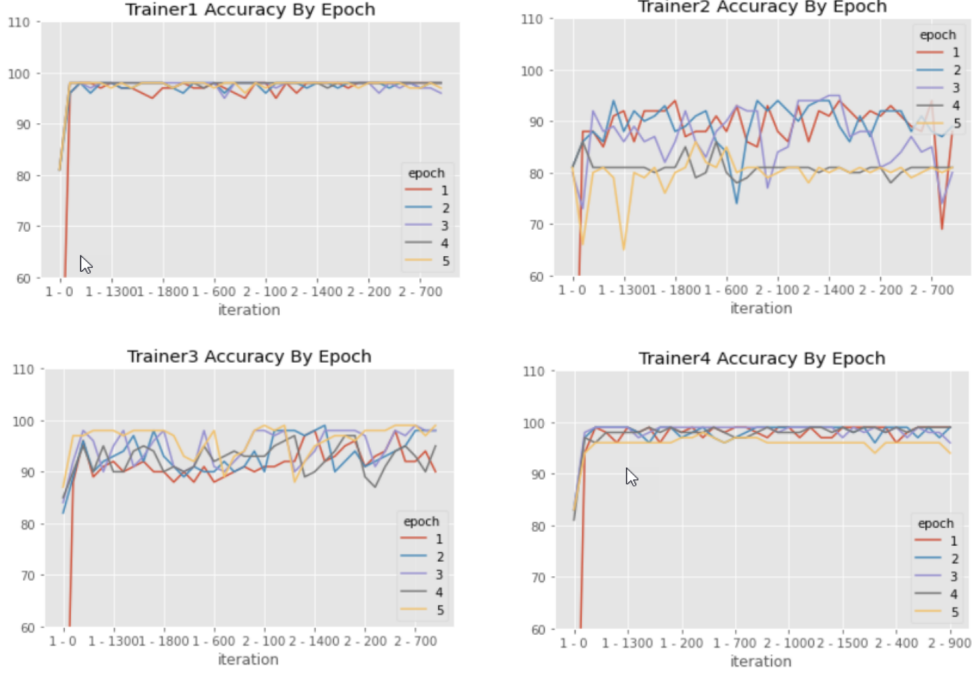 Trainer1 Accuracy By Epoch
110
100
90
80
70
60
epoch
1
2
3
4
5
1 - 0 1 - 13001 - 1800 1 - 600 2 - 100 2 - 1400 2 - 200 2 - 700
iteration
Trainer2 Accuracy By Epoch
110
100
90
80
70
60
epoch
1
2
3
4
5
1 - 0 1 - 13001 - 1800 1 - 600 2 - 100 2 - 1400 2 - 200 2 - 700
iteration
Trainer3 Accuracy By Epoch
110
100
90
80
70
60
epoch
1
2
3
4
5
1 - 0 1 - 13001 - 1800 1 - 600 2 - 100 2 - 1400 2 - 200 2 - 700
iteration
Trainer4 Accuracy By Epoch
110
100
90
80
70
60
epoch
1
2
3
4
5
1 - 0 1 - 1300 1 - 200 1 - 700 2 - 1000 2 - 1500 2 - 400 2 - 900
iteration